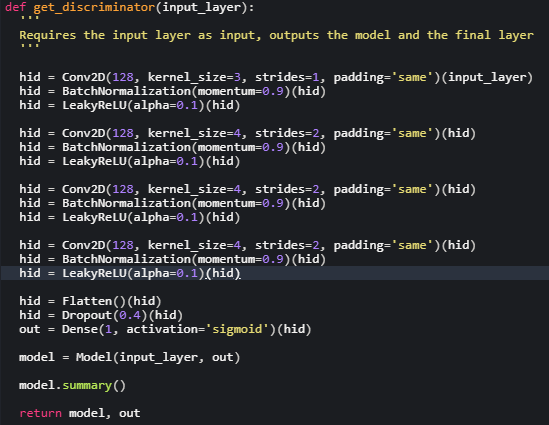 def get_discriminator(input_layer):
  '''
  Requires the input layer as input, outputs the model and the final layer
  '''

  hid = Conv2D(128, kernel_size=3, strides=1, padding='same')(input_layer)
  hid = BatchNormalization(momentum=0.9)(hid)
  hid = LeakyReLU(alpha=0.1)(hid)

  hid = Conv2D(128, kernel_size=4, strides=2, padding='same')(hid)
  hid = BatchNormalization(momentum=0.9)(hid)
  hid = LeakyReLU(alpha=0.1)(hid)

  hid = Conv2D(128, kernel_size=4, strides=2, padding='same')(hid)
  hid = BatchNormalization(momentum=0.9)(hid)
  hid = LeakyReLU(alpha=0.1)(hid)

  hid = Conv2D(128, kernel_size=4, strides=2, padding='same')(hid)
  hid = BatchNormalization(momentum=0.9)(hid)
  hid = LeakyReLU(alpha=0.1)(hid)

  hid = Flatten()(hid)
  hid = Dropout(0.4)(hid)
  out = Dense(1, activation='sigmoid')(hid)

  model = Model(input_layer, out)

  model.summary()

  return model, out